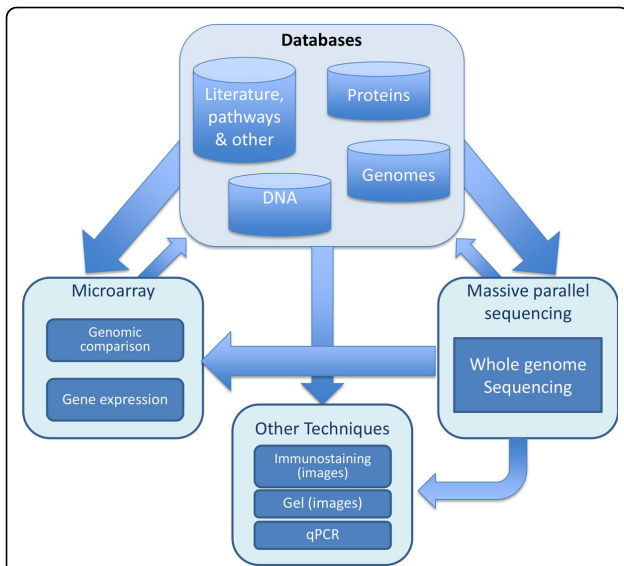 Databases
Literature,
pathways
& other
Proteins
Genomes
DNA
Microarray
Genomic
comparison
Gene expression
Massive parallel
sequencing
Whole genome
Sequencing
Other Techniques
Immunostaining
(images)
Gel (images)
qPCR